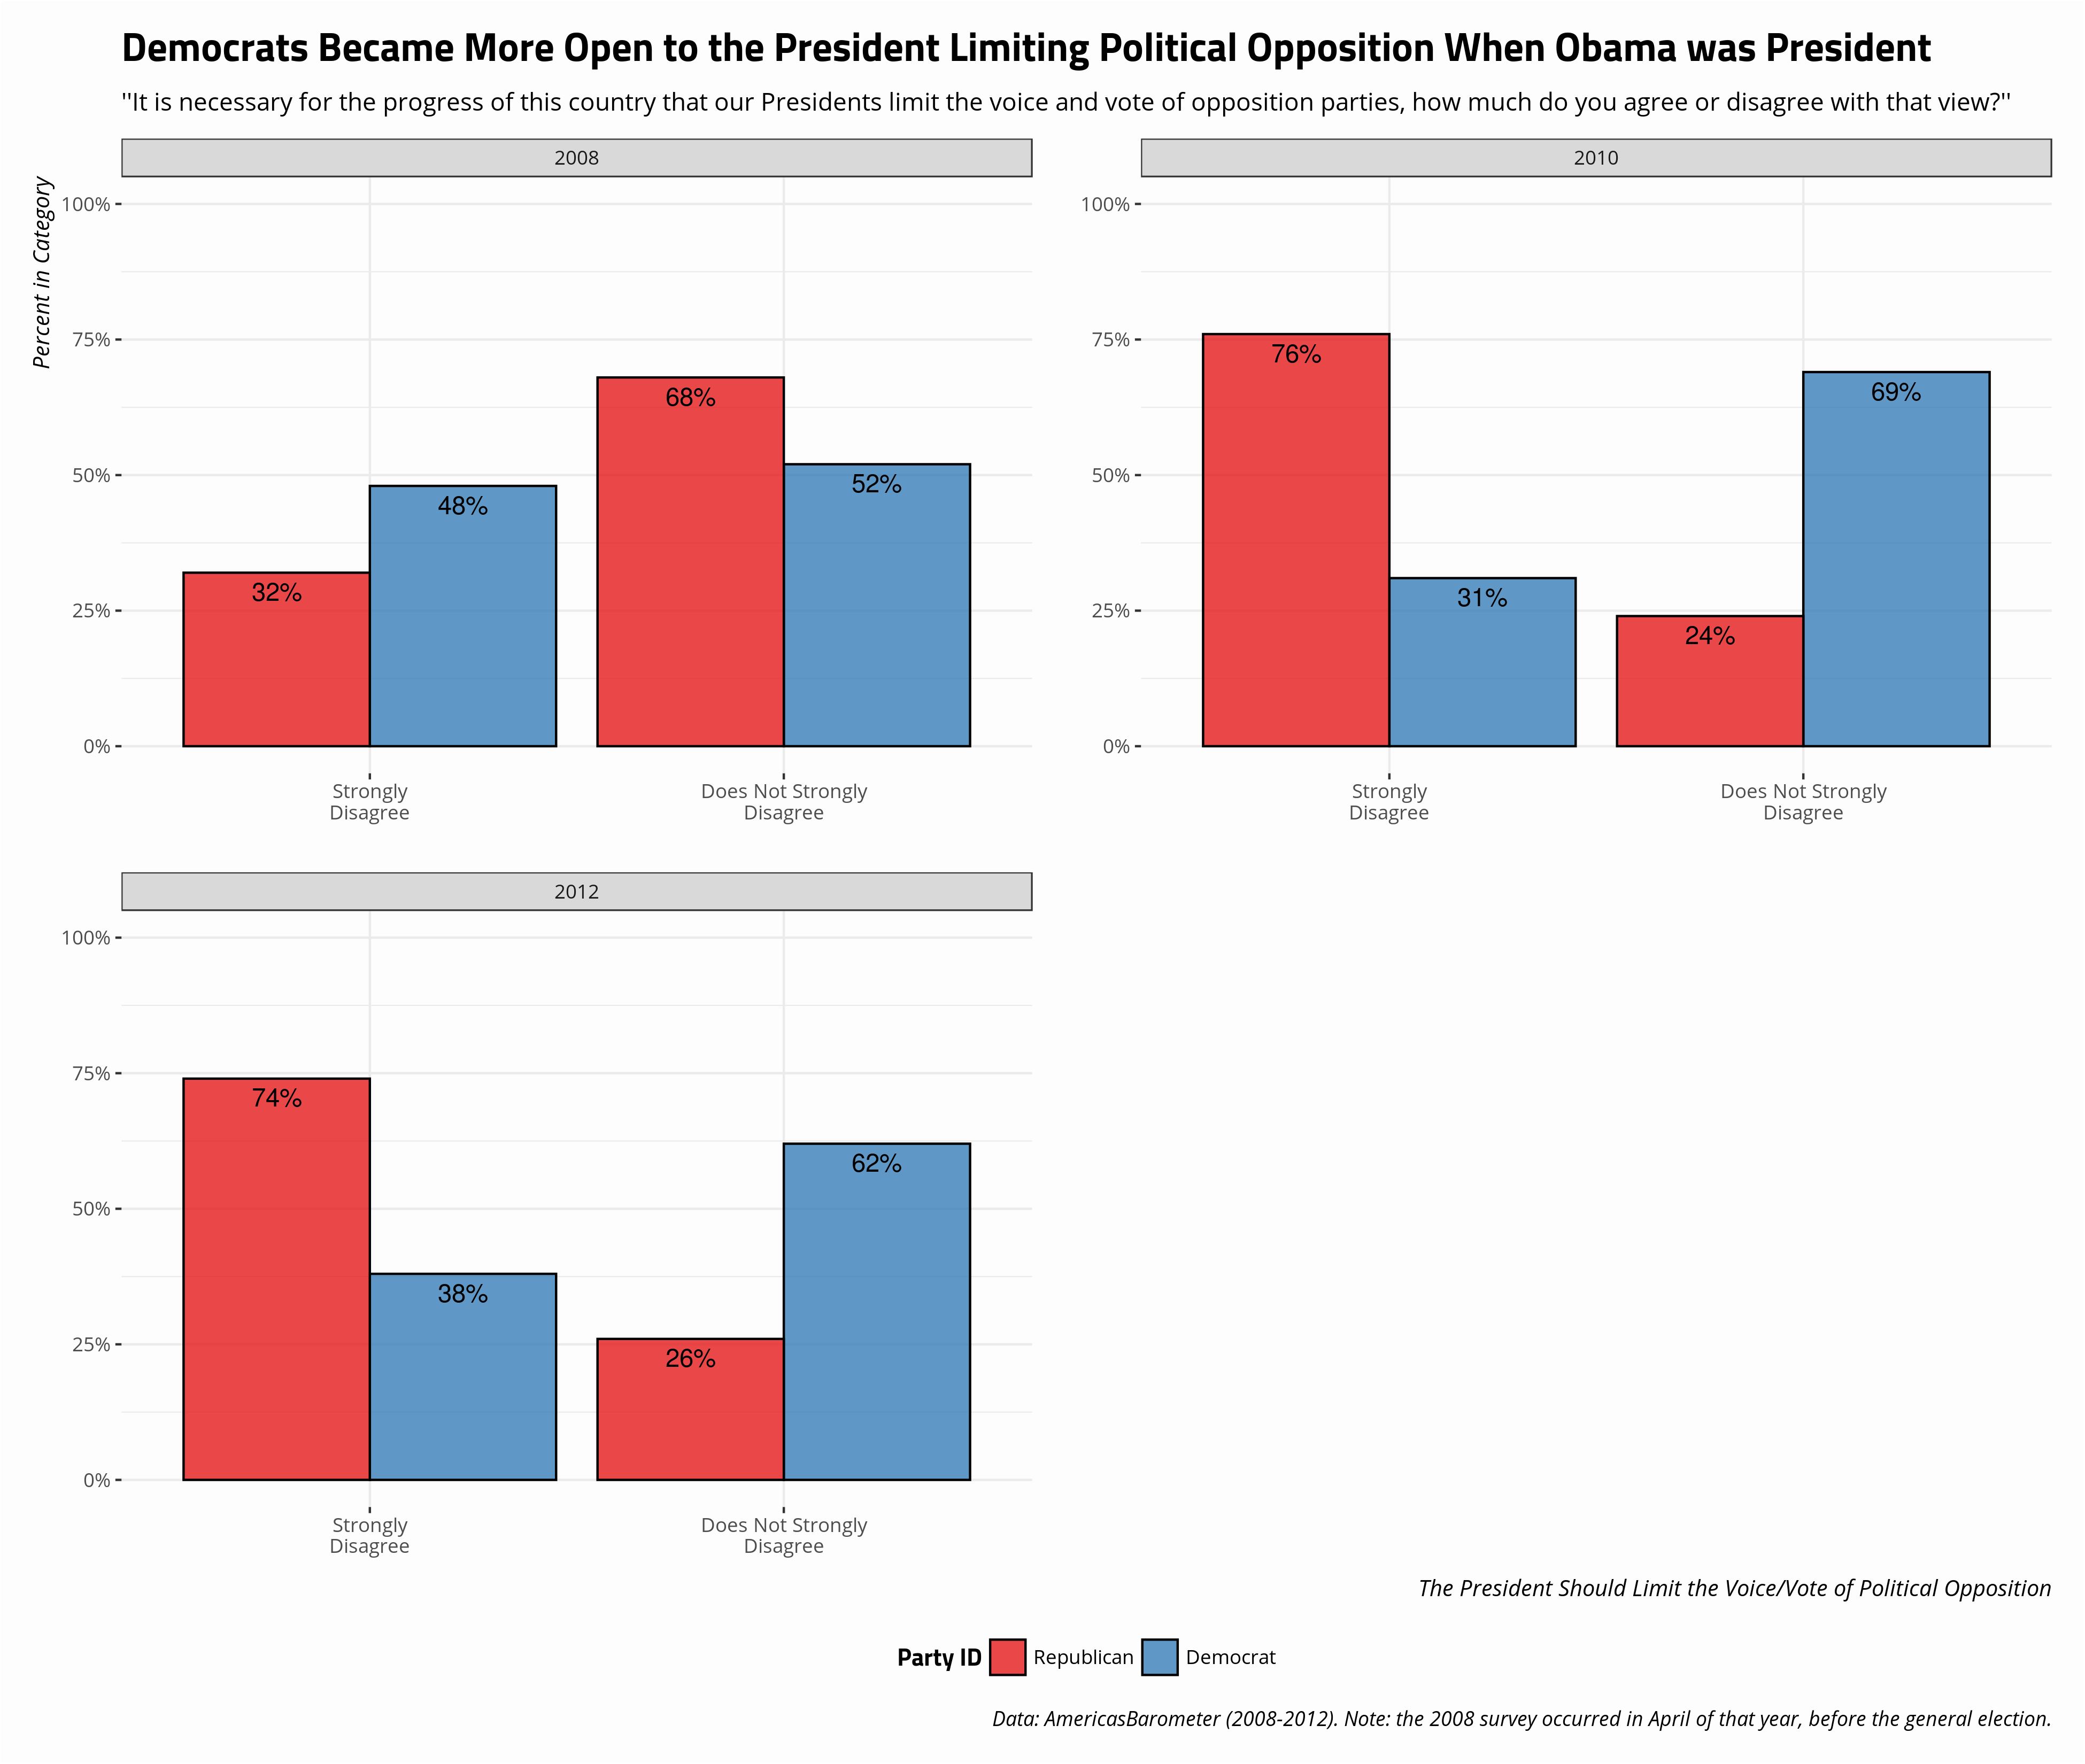 Democrats Became More Open to the President Limiting Political Opposition When Obama was President
"It is necessary for the progress of this country that our Presidents limit the voice and vote of opposition parties, how much do you agree or disagree with that view?"
Percent in Category
2008
100%
75%
50%
25%
0%
32%
48%
68%
52%
Strongly
Disagree
Does Not Strongly
Disagree
2010
100%
75%
50%
25%
0%
76%
31%
24%
69%
Strongly
Disagree
Does Not Strongly
Disagree
2012
100%
75%
50%
25%
0%
74%
38%
26%
62%
Strongly
Disagree
Does Not Strongly
Disagree
The President Should Limit the Voice/Vote of Political Opposition
Party ID Republican Democrat
Data: AmericasBarometer (2008-2012). Note: the 2008 survey occurred in April of that year, before the general election.